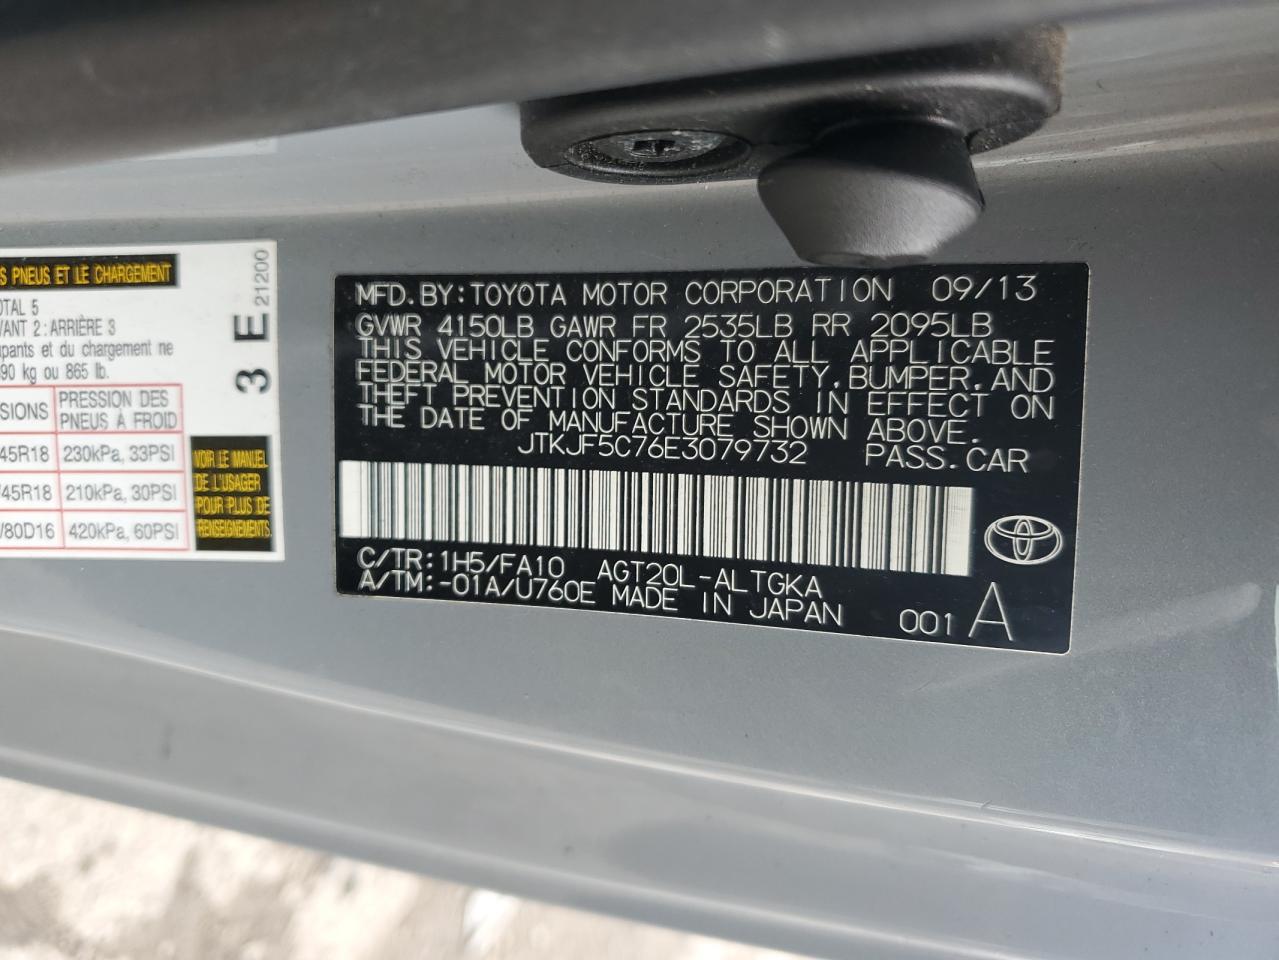 S PNEUS ET LE CHARGEMENT
OTAL 5
VANT 2 : ARRIÈRE 3
upants et du chargement ne
90 kg ou 865 lb.
SIONS PRESSION DES PNEUS À FROID
45R18 230kPa, 33PSI
/45R18 210kPa, 30PSI
/80D16 420kPa, 60PSI
3 E 21200
VOIR LE MANUEL
DE L'USAGER
POUR PLUS DE
RENSEIGNEMENTS.
MFD. BY: TOYOTA MOTOR CORPORATION 09/13
GVWR 4150LB GAWR FR 2535LB RR 2095LB
THIS VEHICLE CONFORMS TO ALL APPLICABLE
FEDERAL MOTOR VEHICLE SAFETY, BUMPER, AND
THEFT PREVENTION STANDARDS IN EFFECT ON
THE DATE OF MANUFACTURE SHOWN ABOVE.
JTKJF5C76E3079732 PASS. CAR
C/TR: 1H5/FA10 AGT20L-ALTGKA
A/TM: -01A/U760E MADE IN JAPAN 001 A